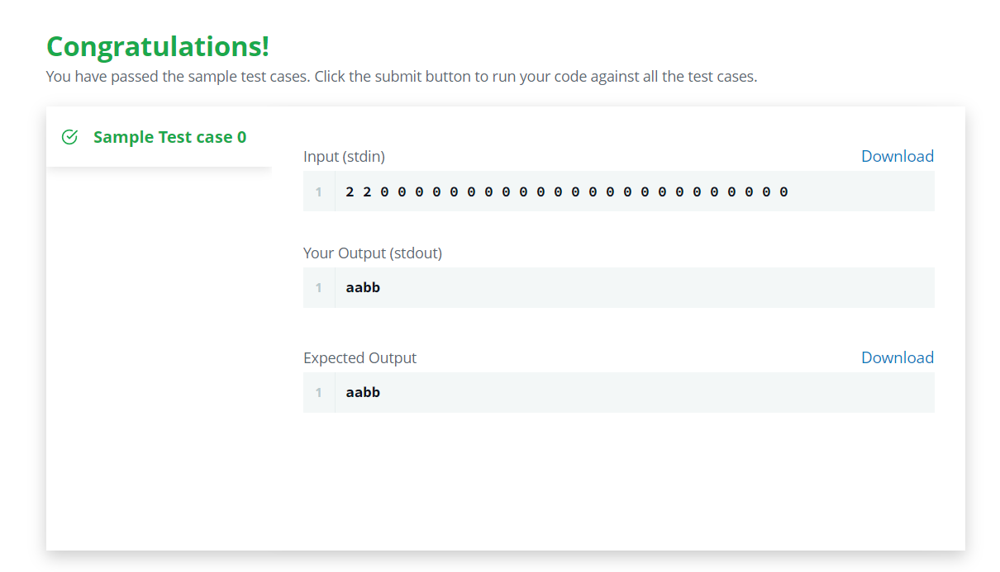 Congratulations!
You have passed the sample test cases. Click the submit button to run your code against all the test cases.
Sample Test case 0
Input (stdin)
Download
1 2 2 0 0 0 0 0 0 0 0 0 0 0 0 0 0 0 0 0 0 0 0 0 0 0 0
Your Output (stdout)
1 aabb
Expected Output
Download
1 aabb